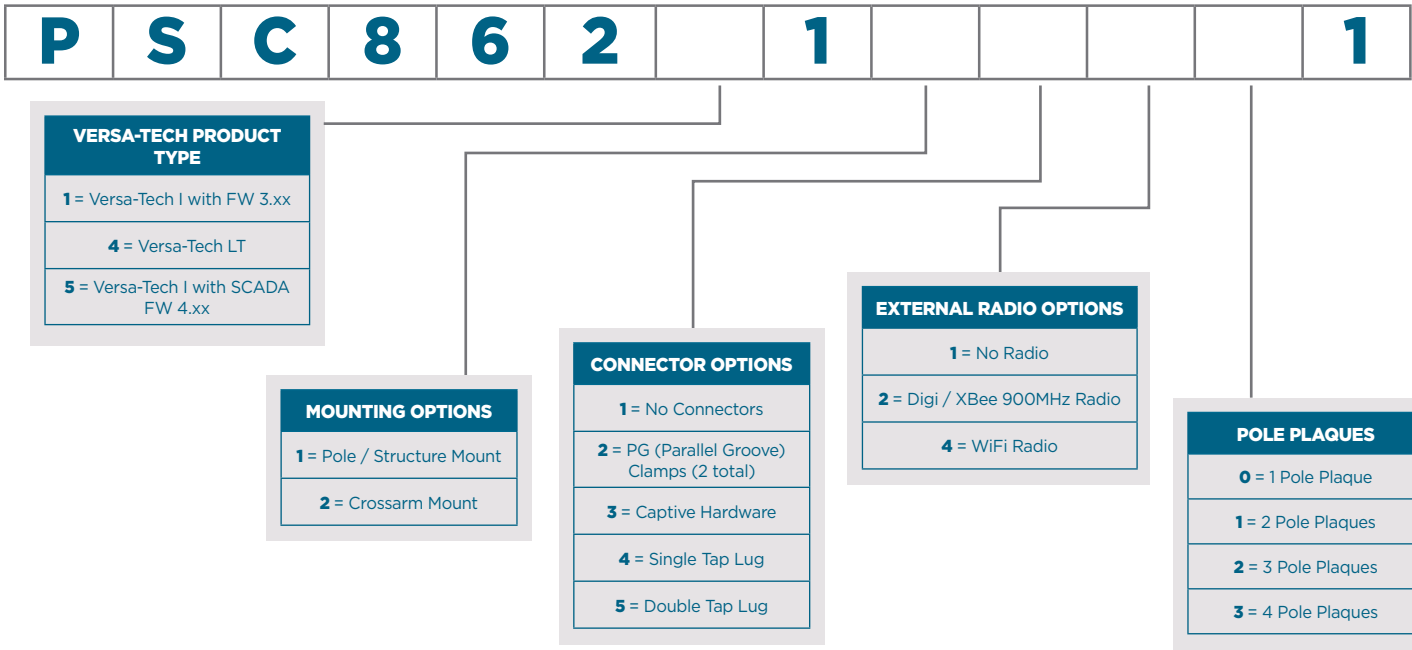 P S C 8 6 2 1 1
VERSA-TECH PRODUCT
TYPE
1 = Versa-Tech I with FW 3.xx
4 = Versa-Tech LT
5 = Versa-Tech I with SCADA
FW 4.xx
MOUNTING OPTIONS
1 = Pole / Structure Mount
2 = Crossarm Mount
CONNECTOR OPTIONS
1 = No Connectors
2 = PG (Parallel Groove)
Clamps (2 total)
3 = Captive Hardware
4 = Single Tap Lug
5 = Double Tap Lug
EXTERNAL RADIO OPTIONS
1 = No Radio
2 = Digi / XBee 900MHz Radio
4 = WiFi Radio
POLE PLAQUES
0 = 1 Pole Plaque
1 = 2 Pole Plaques
2 = 3 Pole Plaques
3 = 4 Pole Plaques